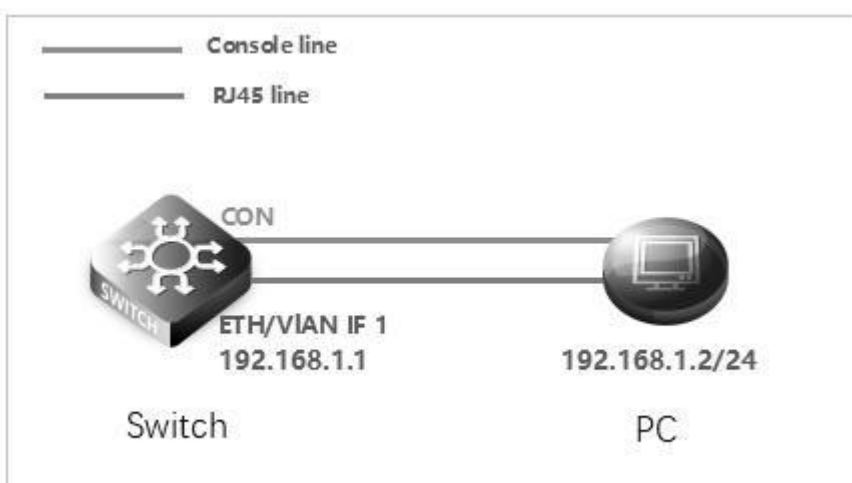 Console line
RJ45 line
CON
SWITCH
ETH/VlAN IF 1
192.168.1.1
192.168.1.2/24
Switch
PC